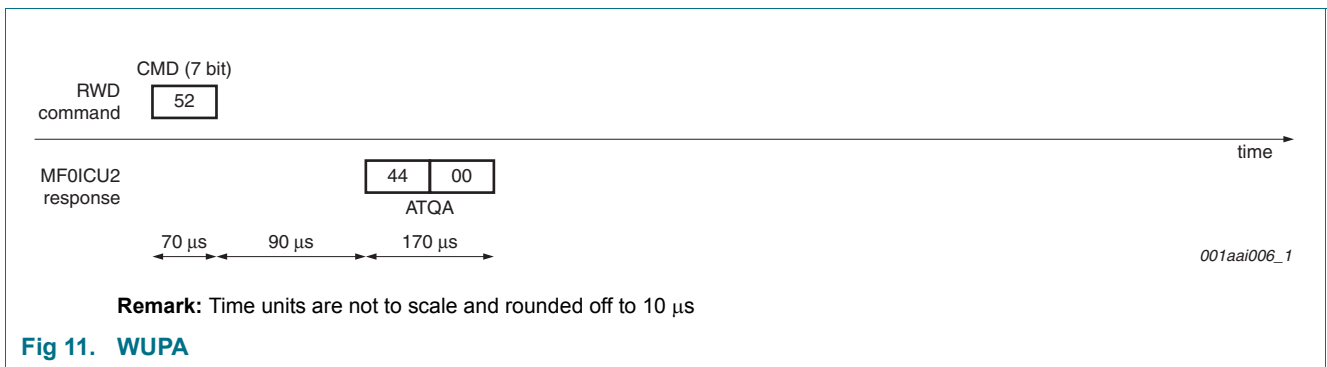 CMD (7 bit)
RWD
command
52
time
MF0ICU2
response
44 00
ATQA
70 μs 90 μs 170 μs
001aai006_1
Remark: Time units are not to scale and rounded off to 10 μs
Fig 11. WUPA